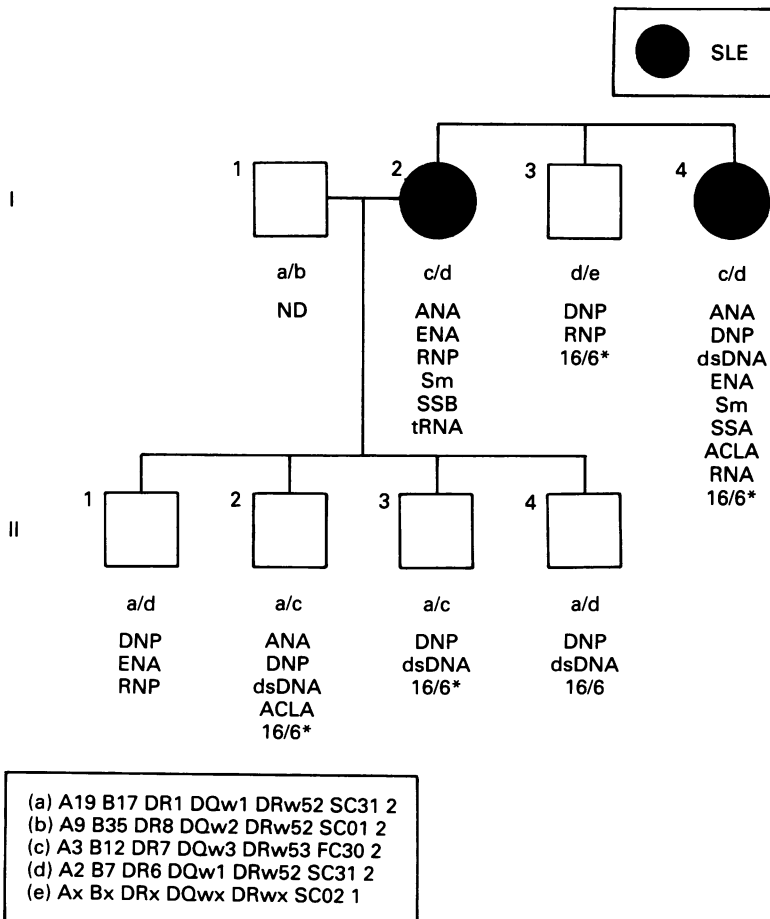 SLE
I
1
2
3
4
a/b
c/d
d/e
c/d
ND
ANA
ENA
RNP
Sm
SSB
tRNA
DNP
RNP
16/6*
ANA
DNP
dsDNA
ENA
Sm
SSA
ACLA
RNA
16/6*
II
1
2
3
4
a/d
a/c
a/c
a/d
DNP
ENA
RNP
ANA
DNP
dsDNA
ACLA
16/6*
DNP
dsDNA
16/6*
DNP
dsDNA
16/6
(a) A19 B17 DR1 DQw1 DRw52 SC31 2
(b) A9 B35 DR8 DQw2 DRw52 SC01 2
(c) A3 B12 DR7 DQw3 DRw53 FC30 2
(d) A2 B7 DR6 DQw1 DRw52 SC31 2
(e) Ax Bx DRx DQwx DRwx SC02 1